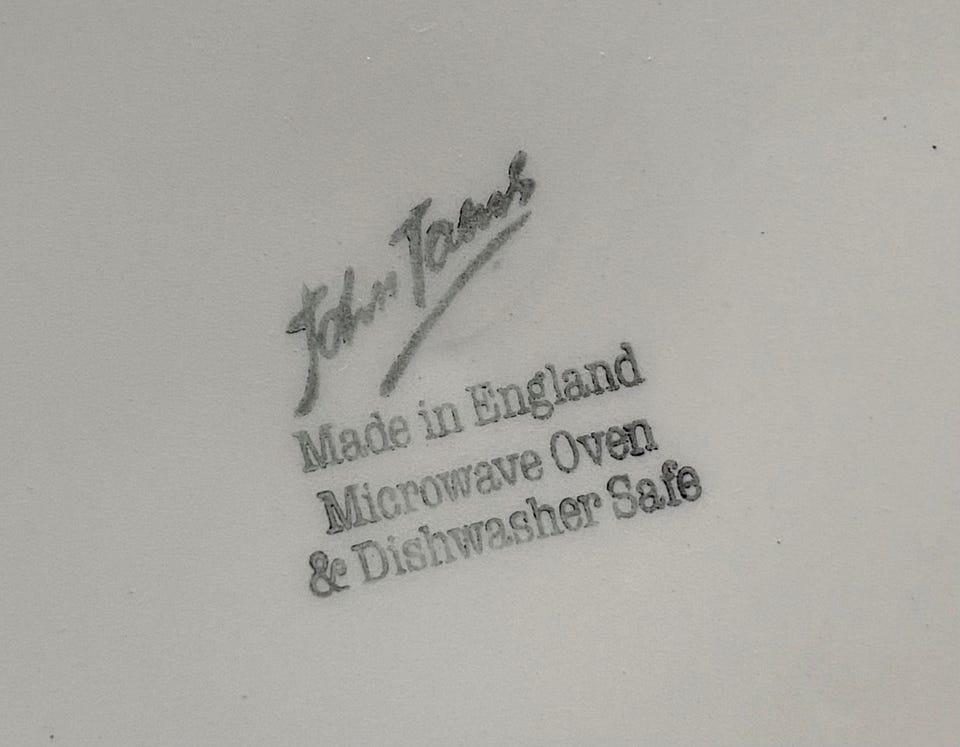 John Tams
Made in England
Microwave Oven
& Dishwasher Safe